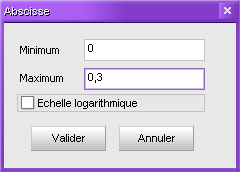 Abscisse
Minimum 0
Maximum 0,3
Echelle logarithmique
Valider Annuler